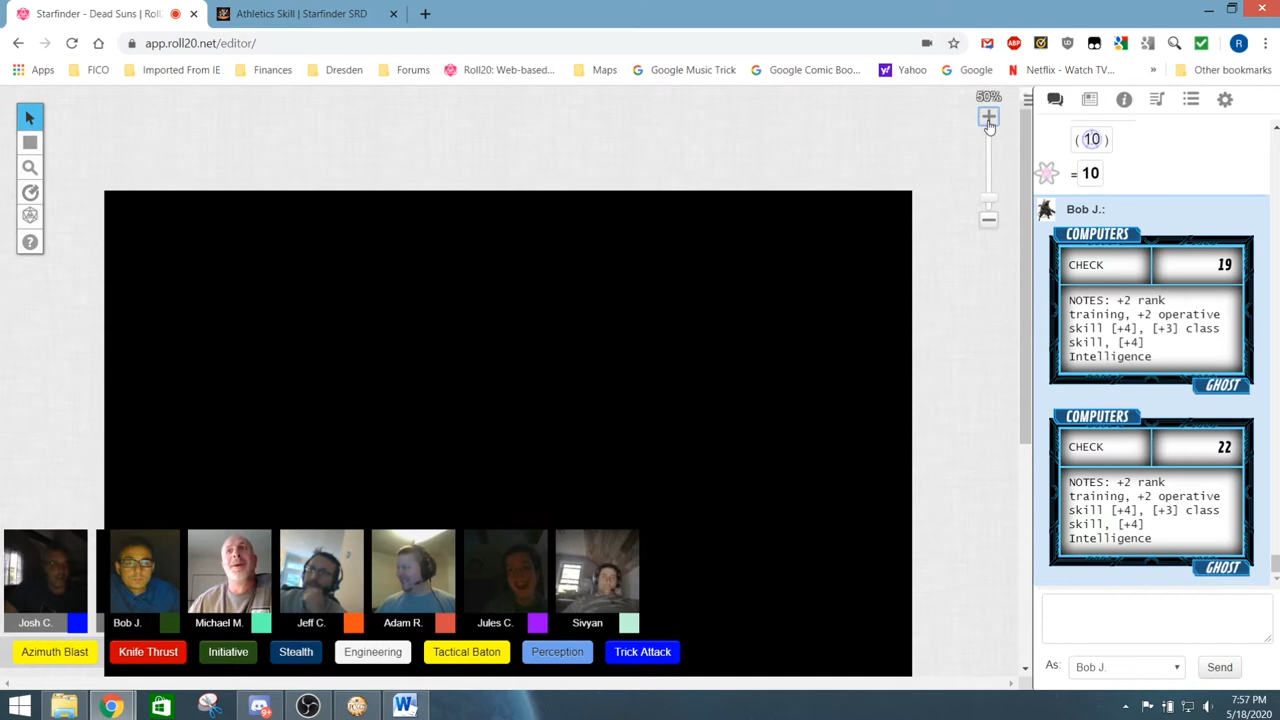 Starfinder - Dead Suns | Roll
Athletics Skill | Starfinder SRD
app.roll20.net/editor/
Apps
FICO
Imported From IE
Finances
Dresden
Forums
Roll20: Web-based...
Maps
Google Music Trick
Google Comic Boo...
Yahoo
Google
Netflix - Watch TV...
»
Other bookmarks
50%
(10)
=10
Bob J.:
COMPUTERS
CHECK 19
NOTES: +2 rank
training, +2 operative
skill [+4], [+3] class
skill, [+4]
Intelligence
GHOST
COMPUTERS
CHECK 22
NOTES: +2 rank
training, +2 operative
skill [+4], [+3] class
skill, [+4]
Intelligence
GHOST
Josh C.
Bob J.
Michael M.
Jeff C.
Adam R.
Jules C.
Sivyan
Azimuth Blast
Knife Thrust
Initiative
Stealth
Engineering
Tactical Baton
Perception
Trick Attack
As:
Bob J.
Send
7:57 PM
5/18/2020